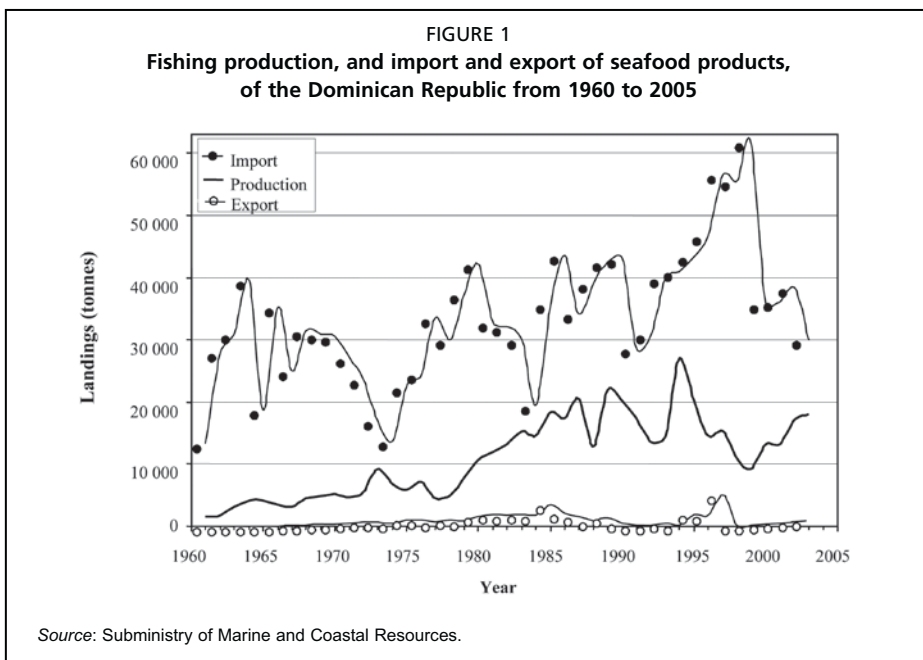 FIGURE 1
Fishing production, and import and export of seafood products,
of the Dominican Republic from 1960 to 2005
60 000
50 000
40 000
30 000
20 000
10 000
0
Landings (tonnes)
Import
Production
Export
1960 1965 1970 1975 1980 1985 1990 1995 2000 2005
Year
Source: Subministry of Marine and Coastal Resources.